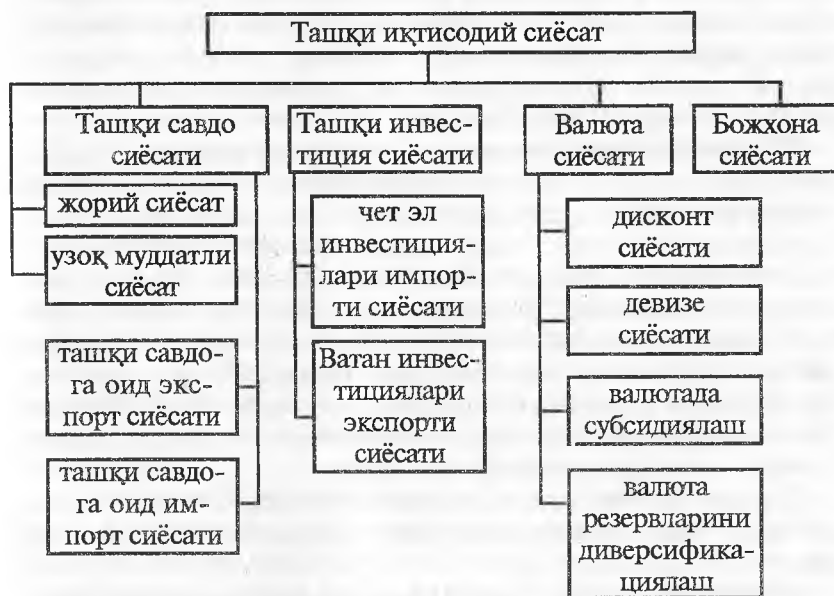 Ташқи иқтисодий сиёсат
Ташқи савдо
сиёсати
жорий сиёсат
узоқ муддатли
сиёсат
ташқи савдо-
га оид экс-
порт сиёсати
ташқи савдо-
га оид им-
порт сиёсати
Ташқи инвес-
тиция сиёсати
чет эл
инвестиция-
лари импор-
ти сиёсати
Ватан инвес-
тициялари
экспорти
сиёсати
Валюта
сиёсати
дисконт
сиёсати
девизе
сиёсати
валютада
субсидиялаш
валюта
резервларини
диверсифика-
циялаш
Божхона
сиёсати